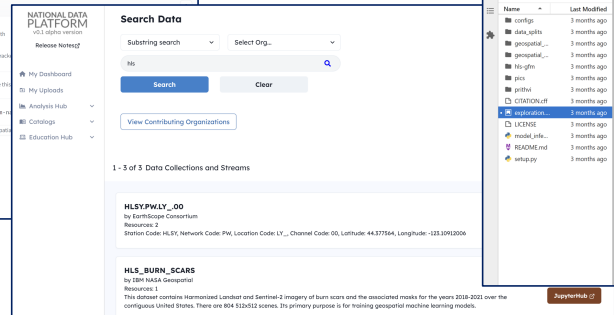 NATIONAL DATA
PLATFORM
v0.1 alpha version
Release Notes
My Dashboard
My Uploads
Analysis Hub
Catalogs
Education Hub
Search Data
Substring search
Select Org...
hls
Search
Clear
View Contributing Organizations
1 - 3 of 3 Data Collections and Streams
HLSY.PW.LY_.00
by EarthScope Consortium
Resources: 2
Station Code: HLSY, Network Code: PW, Location Code: LY_, Channel Code: 00, Latitude: 44.377564, Longitude: -123.10912006
HLS_BURN_SCARS
by IBM NASA Geospatial
Resources: 1
This dataset contains Harmonized Landsat and Sentinel-2 imagery of burn scars and the associated masks for the years 2018-2021 over the
contiguous United States. There are 804 512x512 scenes. Its primary purpose is for training geospatial machine learning models.
Name Last Modified
configs 3 months ago
data_splits 3 months ago
geospatial_... 3 months ago
geospatial_... 3 months ago
hls-gfm 3 months ago
pics 3 months ago
prithvi 3 months ago
CITATION.cff 3 months ago
exploration... 3 months ago
LICENSE 3 months ago
model_infe... 3 months ago
README.md 3 months ago
setup.py 3 months ago
JupyterHub